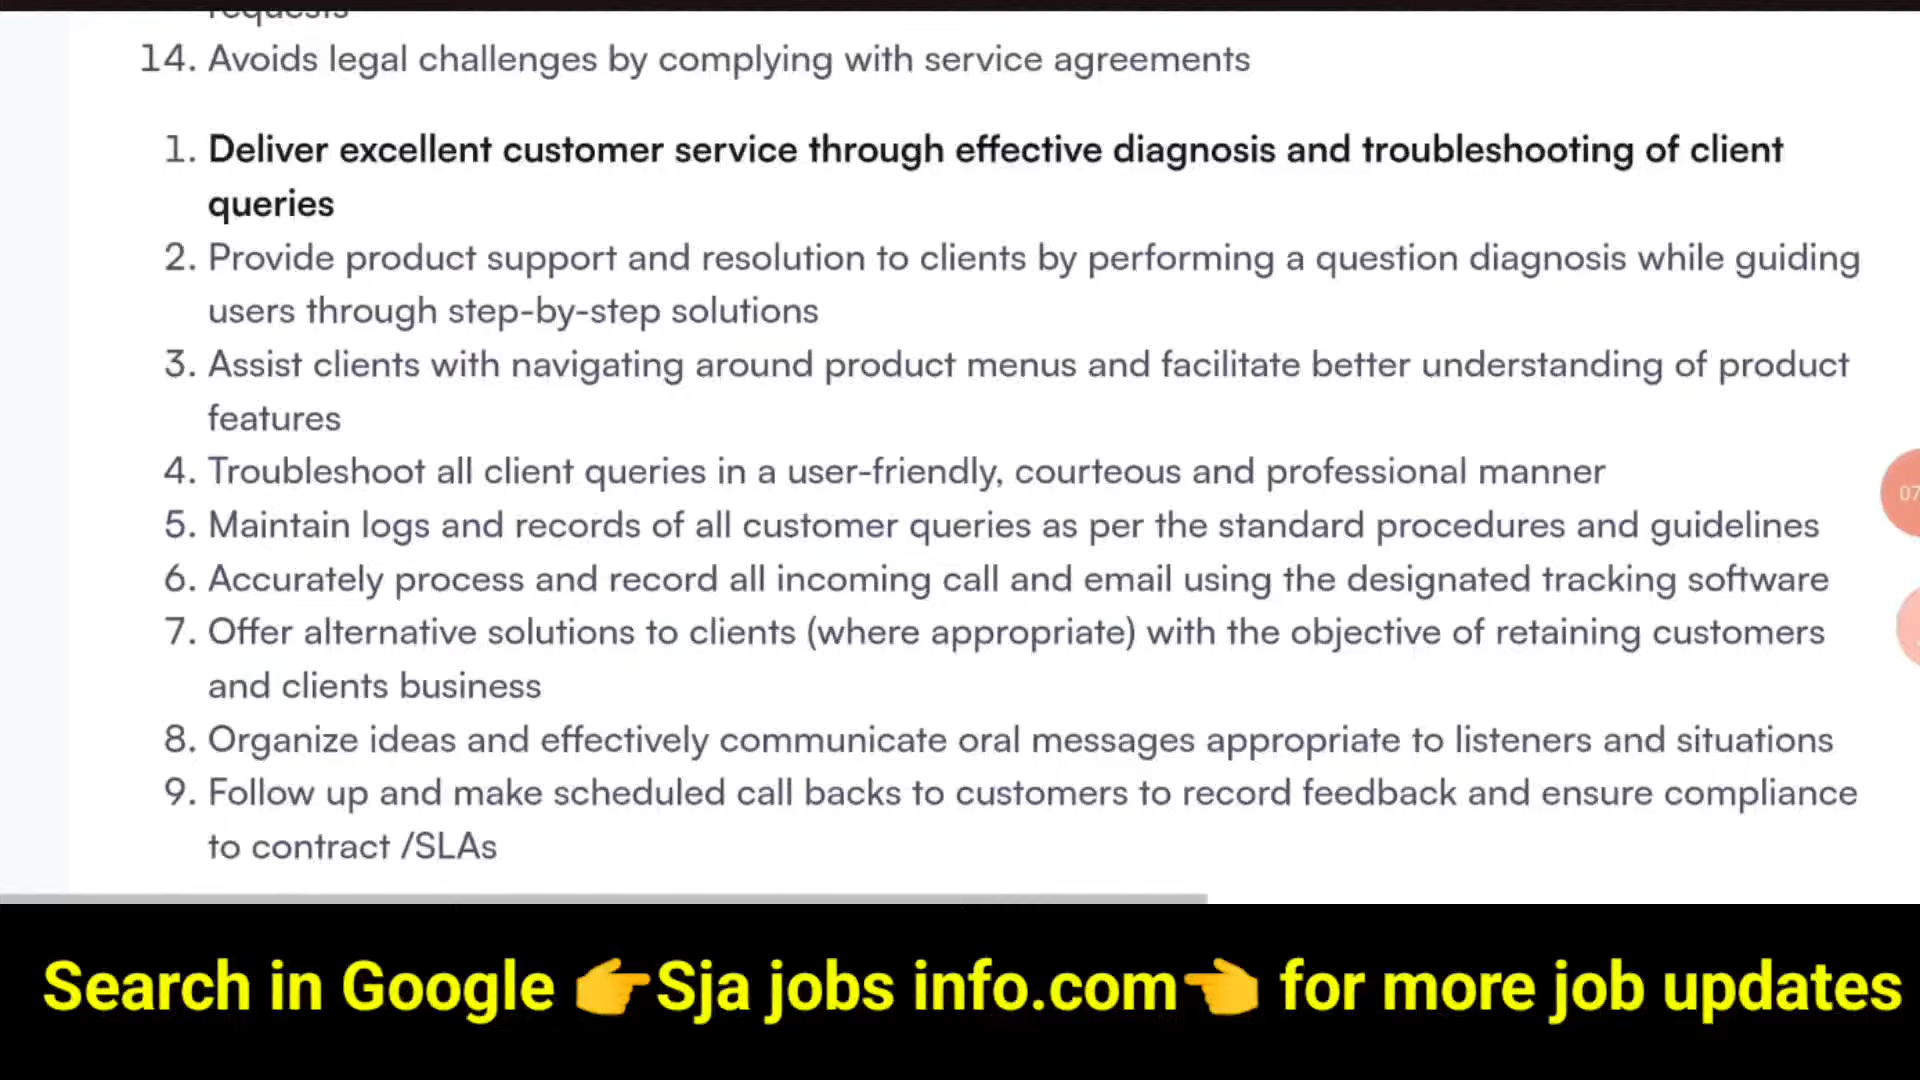 requests
14. Avoids legal challenges by complying with service agreements
1. Deliver excellent customer service through effective diagnosis and troubleshooting of client
queries
2. Provide product support and resolution to clients by performing a question diagnosis while guiding
users through step-by-step solutions
3. Assist clients with navigating around product menus and facilitate better understanding of product
features
4. Troubleshoot all client queries in a user-friendly, courteous and professional manner
5. Maintain logs and records of all customer queries as per the standard procedures and guidelines
6. Accurately process and record all incoming call and email using the designated tracking software
7. Offer alternative solutions to clients (where appropriate) with the objective of retaining customers
and clients business
8. Organize ideas and effectively communicate oral messages appropriate to listeners and situations
9. Follow up and make scheduled call backs to customers to record feedback and ensure compliance
to contract /SLAs
07
Search in Google 👉Sja jobs info.com👈 for more job updates